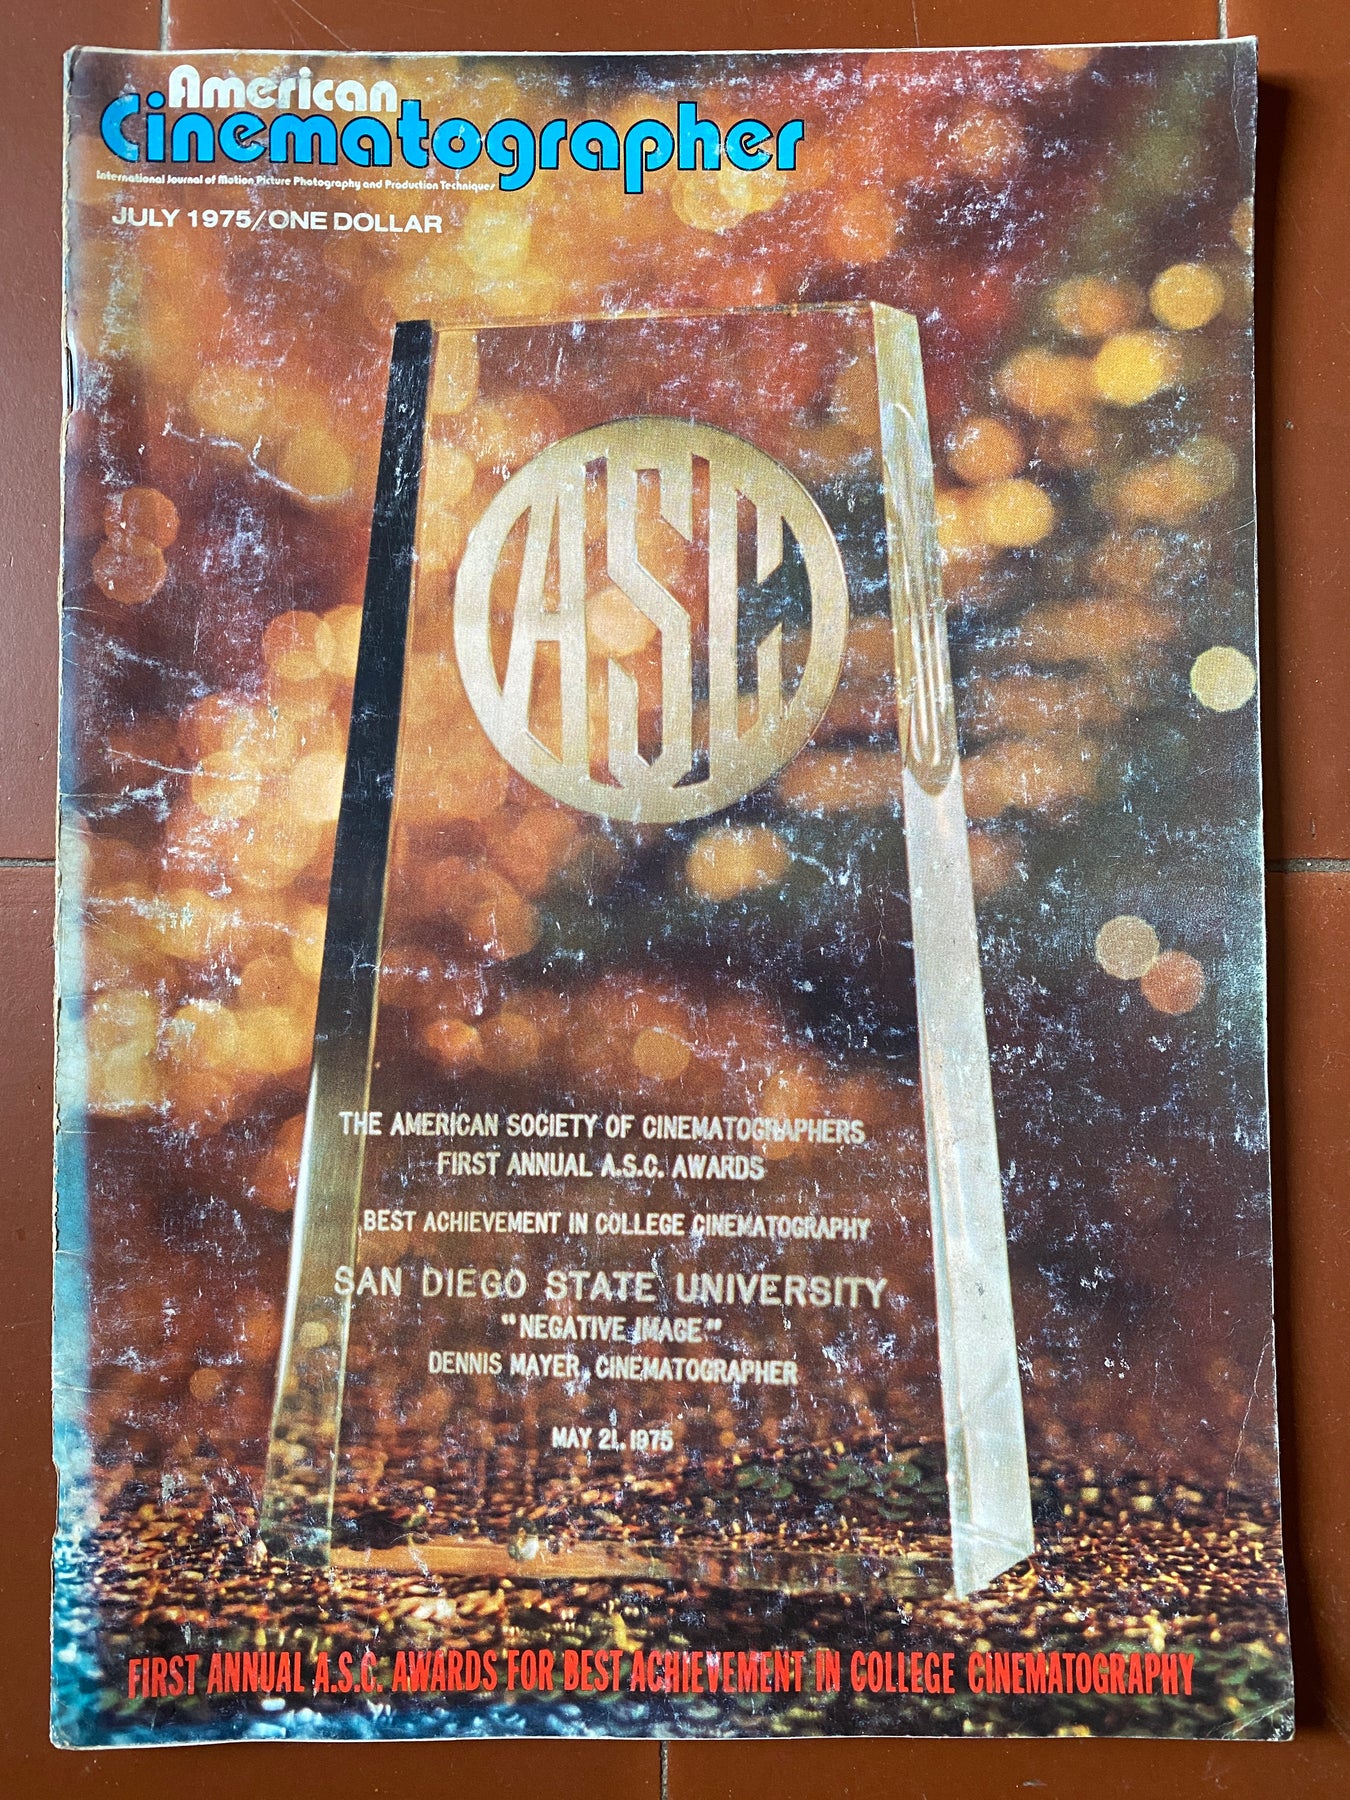 American
Cinematographer
International Journal of Motion Picture Photography and Production Techniques
JULY 1975/ONE DOLLAR
ASC
THE AMERICAN SOCIETY OF CINEMATOGRAPHERS
FIRST ANNUAL A.S.C. AWARDS
BEST ACHIEVEMENT IN COLLEGE CINEMATOGRAPHY
SAN DIEGO STATE UNIVERSITY
"NEGATIVE IMAGE"
DENNIS MAYER, CINEMATOGRAPHER
MAY 21, 1975
FIRST ANNUAL A.S.C. AWARDS FOR BEST ACHIEVEMENT IN COLLEGE CINEMATOGRAPHY